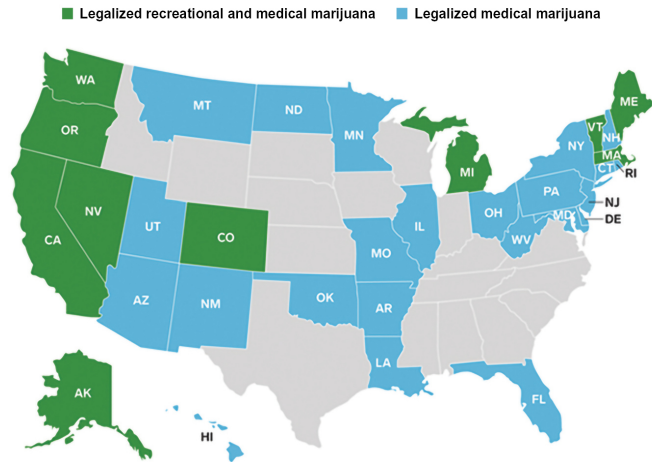 Legalized recreational and medical marijuana Legalized medical marijuana
WA
MT
ND
ME
OR
MN
VT
NH
NY
MA
MI
CT
RI
NV
UT
CO
PA
NJ
OH
IL
MD
DE
CA
WV
MO
AZ
NM
OK
AR
LA
AK
FL
HI